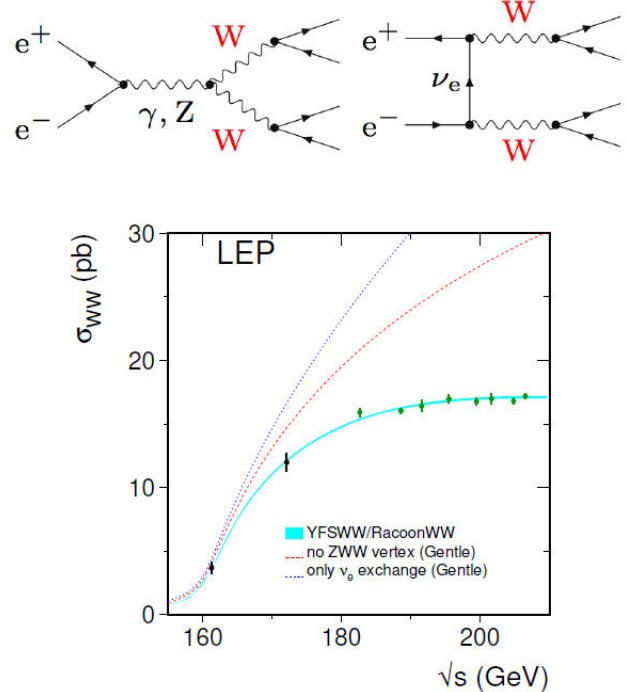 e⁺
e⁻
γ, Z
W
W
e⁺
e⁻
νₑ
W
W
LEP
σWW (pb)
30
20
10
0
YFSWW/RacoonWW
no ZWW vertex (Gentle)
only νₑ exchange (Gentle)
160
180
200
√s (GeV)